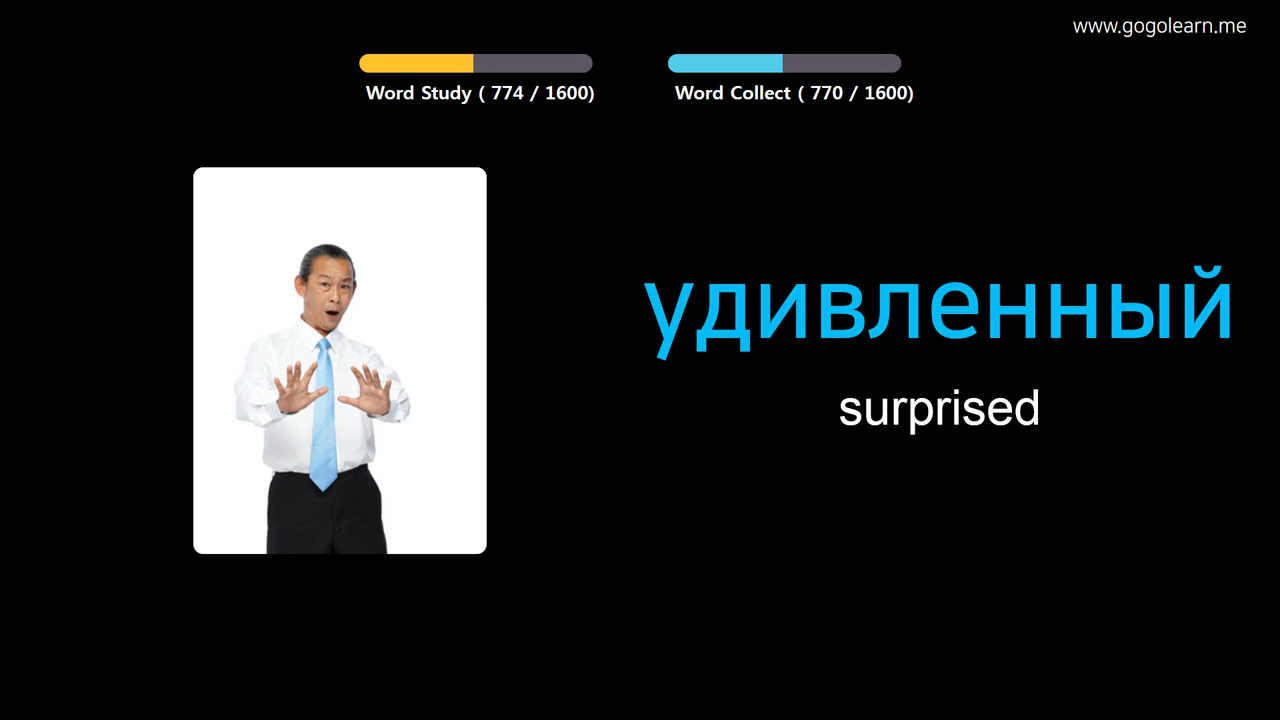 www.gogolearn.me
Word Study ( 774 / 1600)
Word Collect ( 770 / 1600)
удивленный
surprised